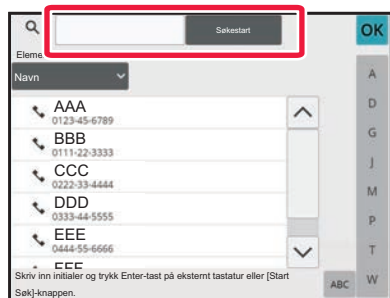 Søkestart
OK
Eleme
Navn
AAA
0123-45-6789
BBB
0111-22-3333
CCC
0222-33-4444
DDD
0333-44-5555
EEE
0444-55-6666
FFF
A
D
G
J
M
P
T
W
Skriv inn initialer og trykk Enter-tast på eksternt tastatur eller [Start
Søk]-knappen.
ABC